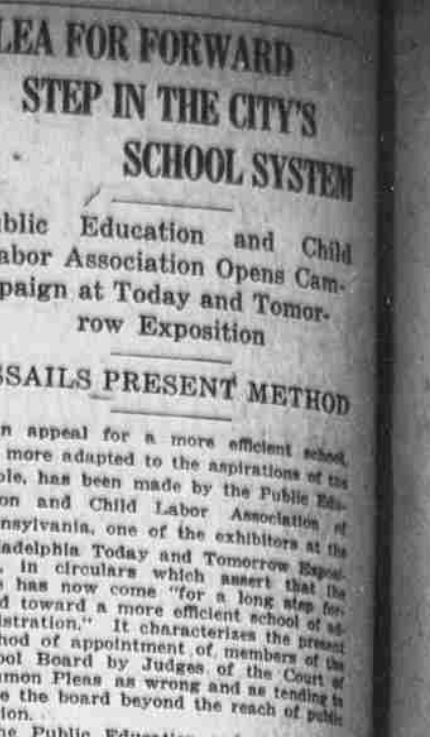 LEA FOR FORWARD
STEP IN THE CITY'S
SCHOOL SYSTEM
ublic Education and Child
abor Association Opens Cam-
paign at Today and Tomor-
row Exposition
SSAILS PRESENT METHOD
n appeal for a more efficient school,
more adapted to the aspirations of the
ple, has been made by the Public Edu-
on and Child Labor Association of
nsylvania, one of the exhibitors at the
adelphia Today and Tomorrow Exposi-
, in circulars which assert that the
has now come "for a long step for-
d toward a more efficient school of ad-
istration." It characterizes the present
hod of appointment of members of the
ool Board by Judges of the Court of
mmon Pleas as wrong and as tending to
e the board beyond the reach of public
ion.
he Public